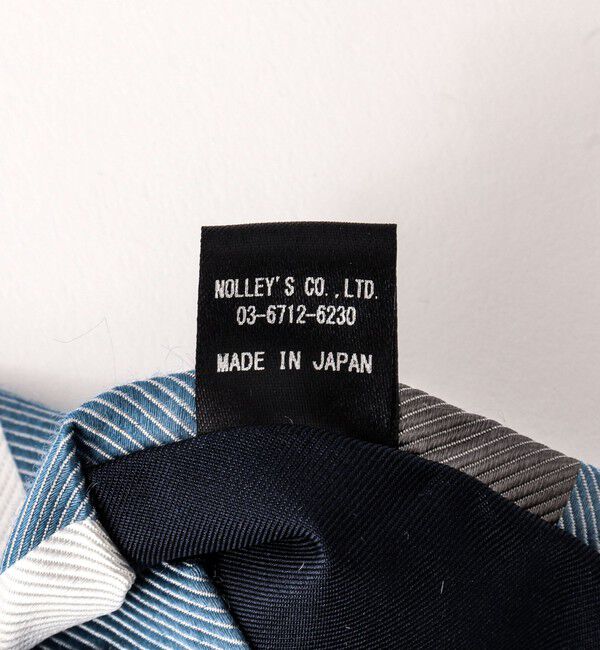 NOLLEY'S CO.,LTD.
03-6712-6230
MADE IN JAPAN